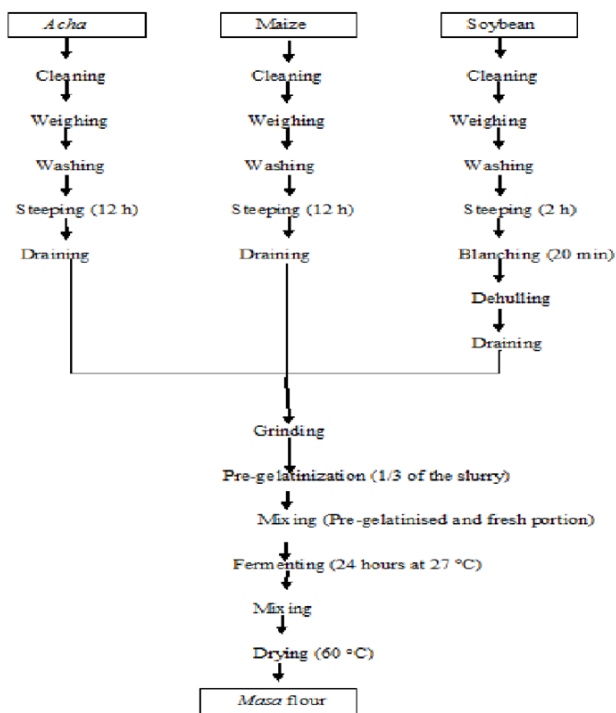 Acha Maize Soybean
Cleaning Cleaning Cleaning
Weighing Weighing Weighing
Washing Washing Washing
Steeping (12 h) Steeping (12 h) Steeping (2 h)
Draining Draining Blanching (20 min)
Dehulling
Draining
Grinding
Pre-gelatinization (1/3 of the slurry)
Mixing (Pre-gelatinised and fresh portion)
Fermenting (24 hours at 27 °C)
Mixing
Drying (60 °C)
Masa flour